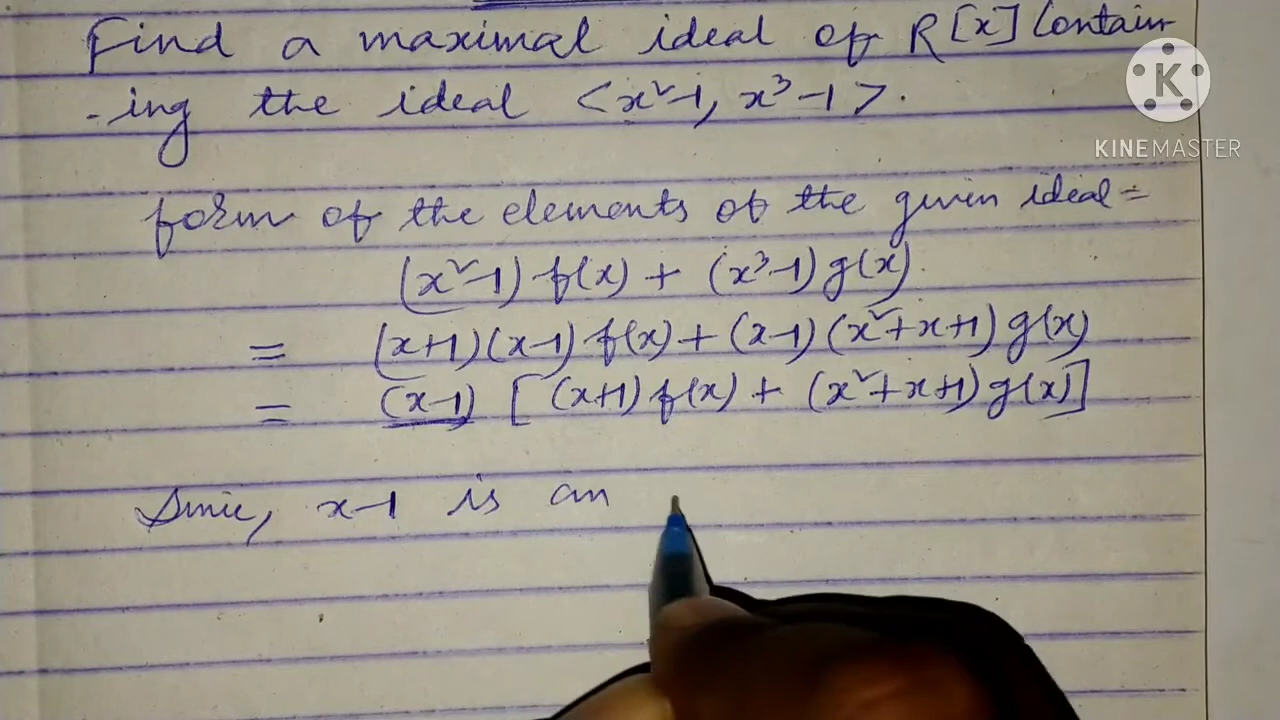 Find a maximal ideal of R[x] Contain-
-ing the ideal <x²-1, x³-1>.
K
KINEMASTER
form of the elements of the given ideal =
(x²-1) f(x) + (x³-1) g(x).
= (x+1)(x-1) f(x) + (x-1) (x²+x+1) g(x)
= (x-1) [ (x+1) f(x) + (x²+x+1) g(x) ]
Since, x-1 is an